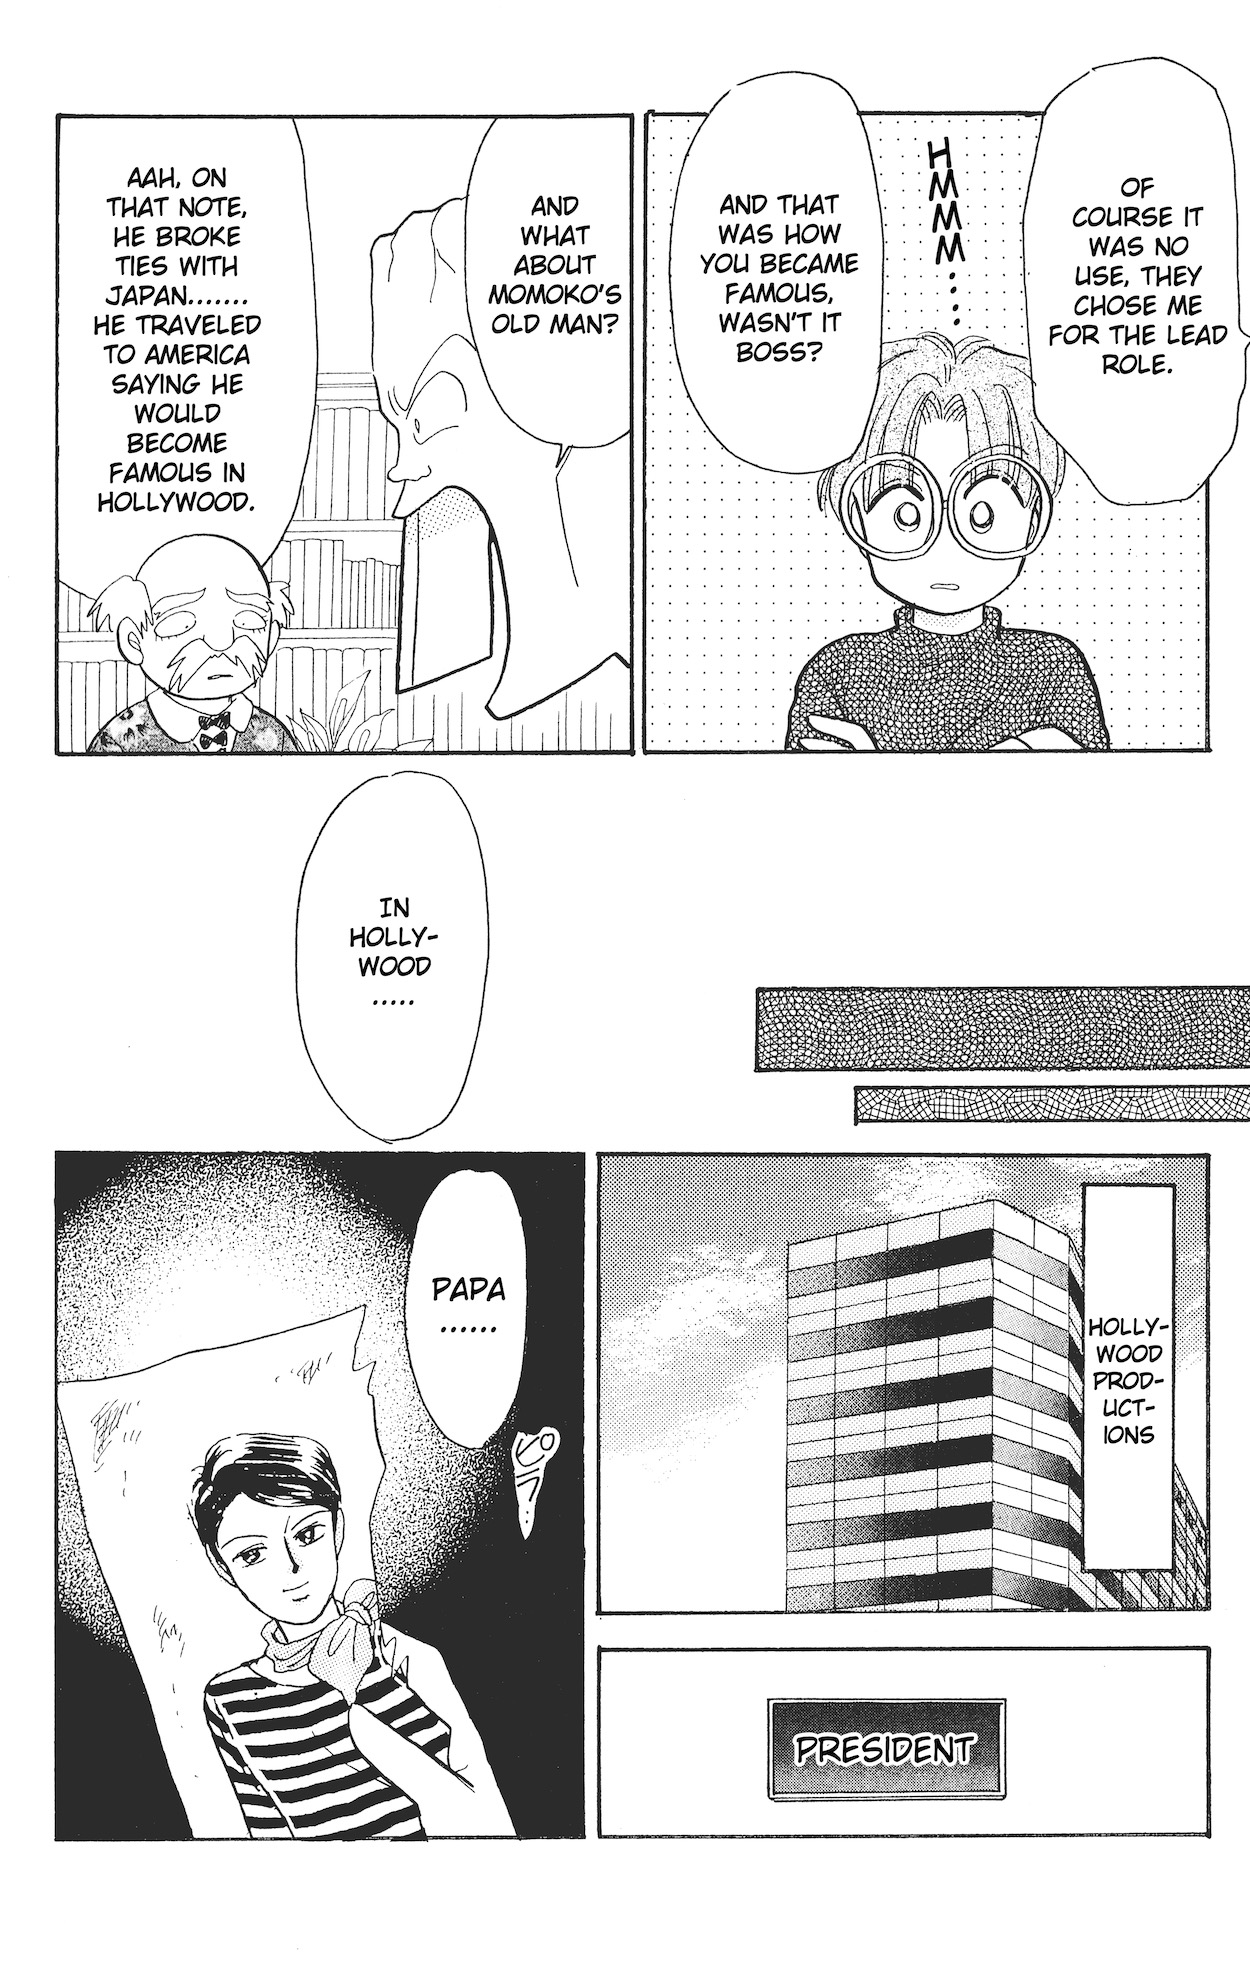 OF
COURSE IT
WAS NO
USE, THEY
CHOSE ME
FOR THE LEAD
ROLE.
HMMM....
AND THAT
WAS HOW
YOU BECAME
FAMOUS,
WASN'T IT
BOSS?
AND
WHAT
ABOUT
MOMOKO'S
OLD MAN?
AAH, ON
THAT NOTE,
HE BROKE
TIES WITH
JAPAN.......
HE TRAVELED
TO AMERICA
SAYING HE
WOULD
BECOME
FAMOUS IN
HOLLYWOOD.
IN
HOLLY-
WOOD
.....
HOLLY-
WOOD
PROD-
UCT-
IONS
PRESIDENT
PAPA
......